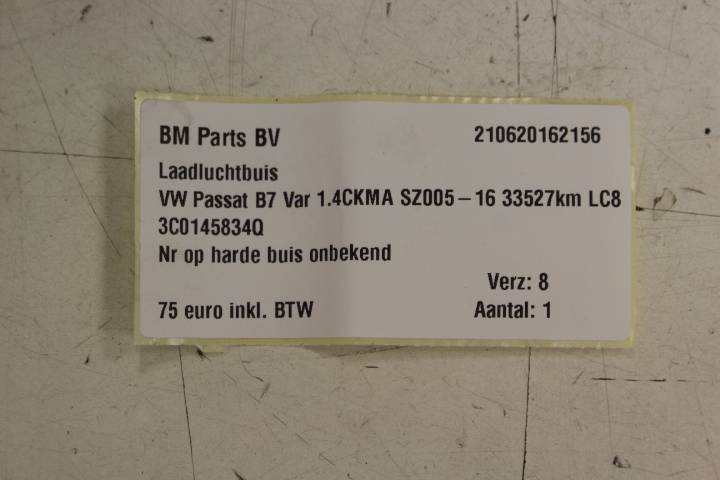 BM Parts BV 210620162156
Laadluchtbuis
VW Passat B7 Var 1.4CKMA SZ005-16 33527km LC8
3C0145834Q
Nr op harde buis onbekend
Verz: 8
75 euro inkl. BTW Aantal: 1